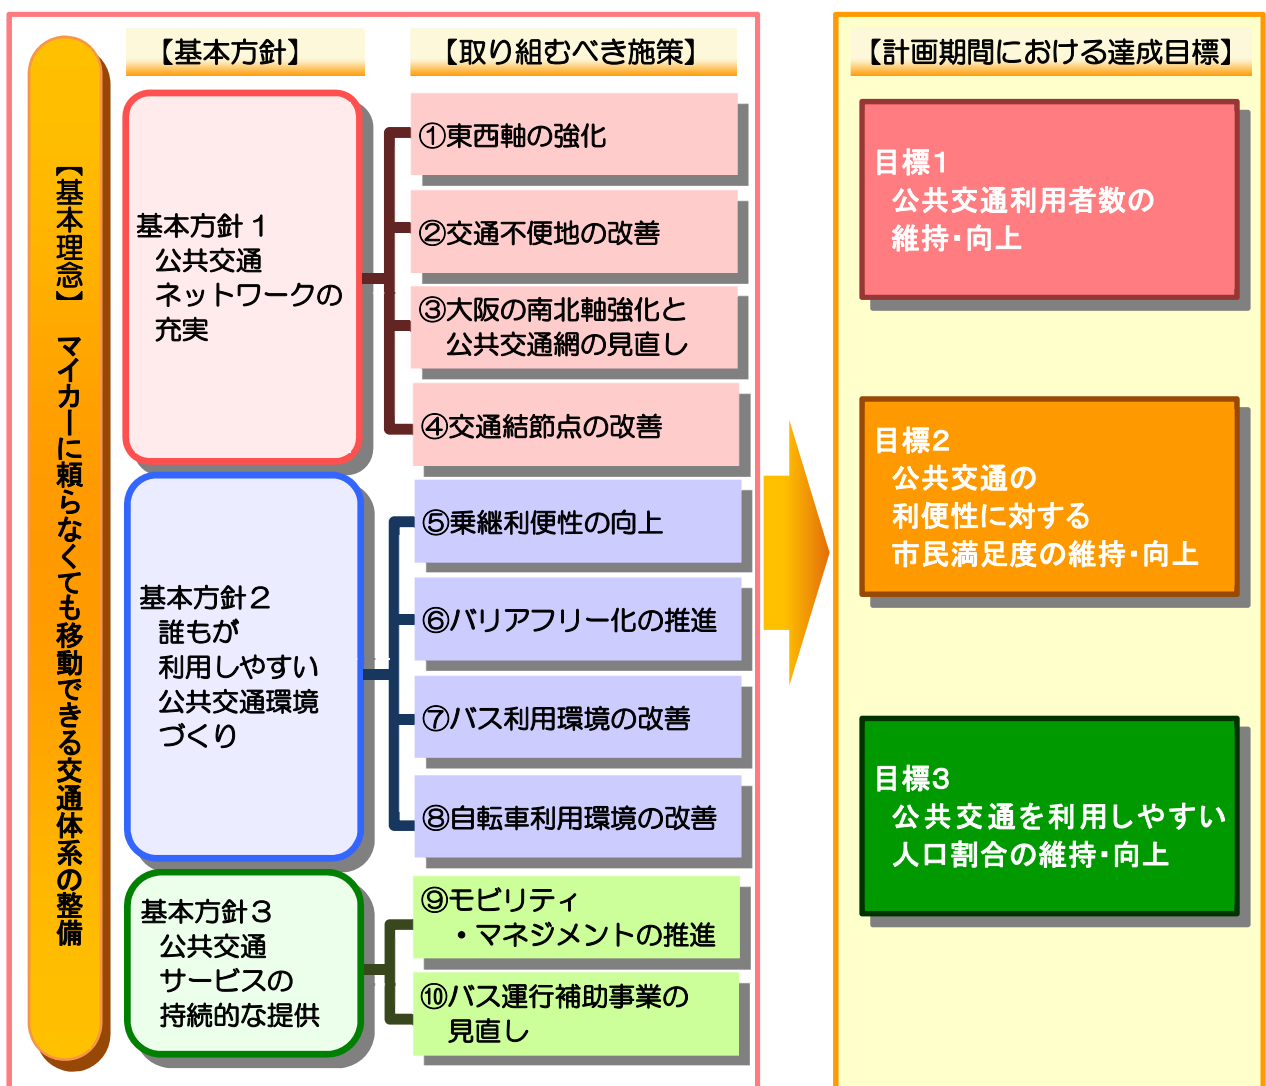 【基本理念】 マイカーに頼らなくても移動できる交通体系の整備
【基本方針】
基本方針１
公共交通
ネットワークの
充実
基本方針２
誰もが
利用しやすい
公共交通環境
づくり
基本方針３
公共交通
サービスの
持続的な提供
【取り組むべき施策】
①東西軸の強化
②交通不便地の改善
③大阪の南北軸強化と
公共交通網の見直し
④交通結節点の改善
⑤乗継利便性の向上
⑥バリアフリー化の推進
⑦バス利用環境の改善
⑧自転車利用環境の改善
⑨モビリティ
・マネジメントの推進
⑩バス運行補助事業の
見直し
【計画期間における達成目標】
目標１
公共交通利用者数の
維持・向上
目標２
公共交通の
利便性に対する
市民満足度の維持・向上
目標３
公共交通を利用しやすい
人口割合の維持・向上